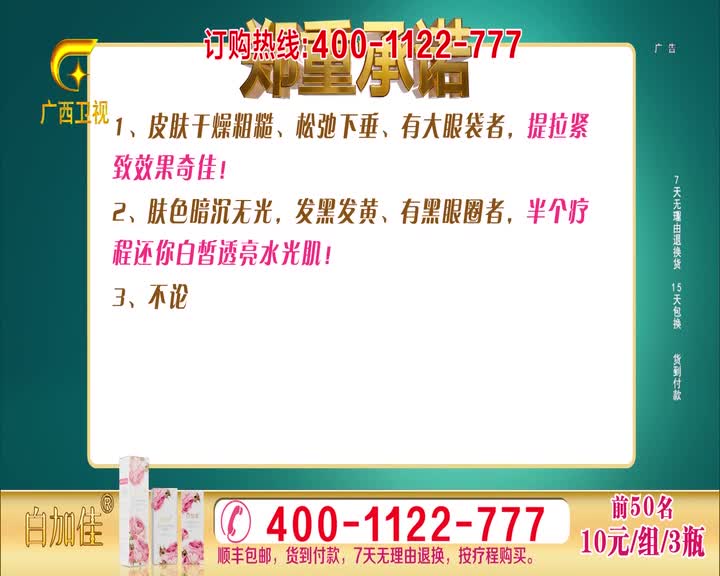 订购热线:400-1122-777
郑重承诺
广告
广西卫视
1、皮肤干燥粗糙、松弛下垂、有大眼袋者，提拉紧
致效果奇佳！
2、肤色暗沉无光，发黑发黄、有黑眼圈者，半个疗
程还你白皙透亮水光肌！
3、不论
7天无理由退换货 15天包换 货到付款
白加佳®
400-1122-777
顺丰包邮，货到付款，7天无理由退换，按疗程购买。
前50名
10元/组/3瓶